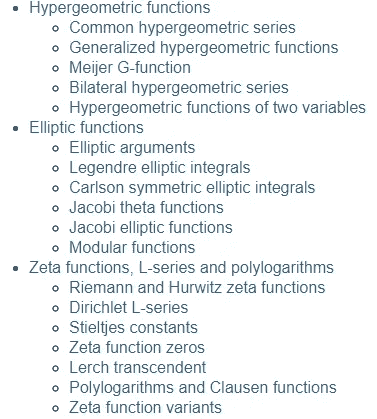 Hypergeometric functions
Common hypergeometric series
Generalized hypergeometric functions
Meijer G-function
Bilateral hypergeometric series
Hypergeometric functions of two variables
Elliptic functions
Elliptic arguments
Legendre elliptic integrals
Carlson symmetric elliptic integrals
Jacobi theta functions
Jacobi elliptic functions
Modular functions
Zeta functions, L-series and polylogarithms
Riemann and Hurwitz zeta functions
Dirichlet L-series
Stieltjes constants
Zeta function zeros
Lerch transcendent
Polylogarithms and Clausen functions
Zeta function variants